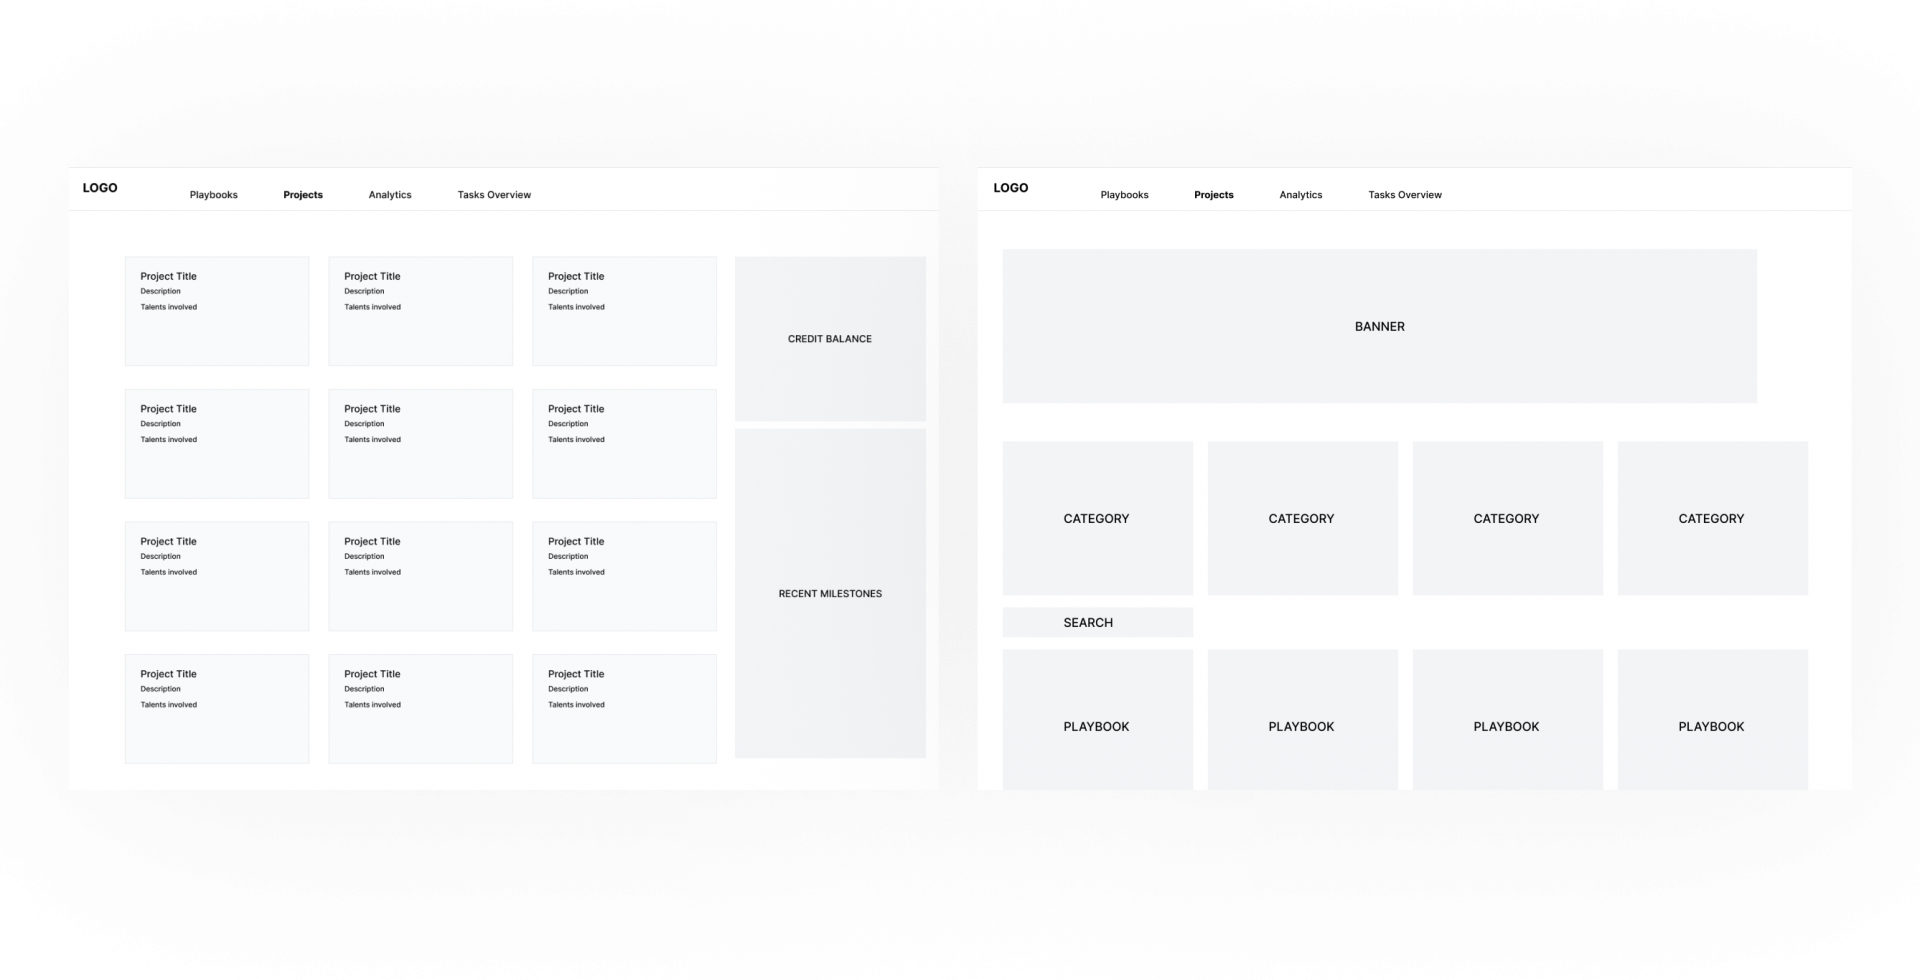 LOGO
Playbooks Projects Analytics Tasks Overview
Project Title
Description
Talents involved
Project Title
Description
Talents involved
Project Title
Description
Talents involved
CREDIT BALANCE
Project Title
Description
Talents involved
Project Title
Description
Talents involved
Project Title
Description
Talents involved
Project Title
Description
Talents involved
Project Title
Description
Talents involved
Project Title
Description
Talents involved
RECENT MILESTONES
Project Title
Description
Talents involved
Project Title
Description
Talents involved
Project Title
Description
Talents involved
LOGO
Playbooks Projects Analytics Tasks Overview
BANNER
CATEGORY CATEGORY CATEGORY CATEGORY
SEARCH
PLAYBOOK PLAYBOOK PLAYBOOK PLAYBOOK